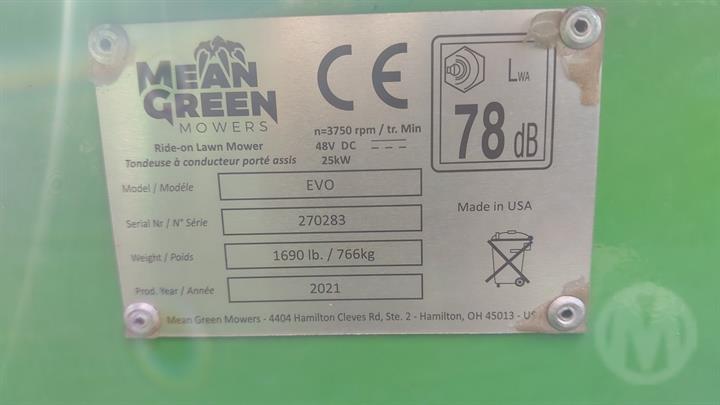 MEAN
GREEN
MOWERS
Ride-on Lawn Mower
Tondeuse à conducteur porté assis
CE
n=3750 rpm / tr. Min
48V DC
25kW
LWA
78 dB
Model / Modéle
EVO
Serial Nr / N° Série
270283
Made in USA
Weight / Poids
1690 lb. / 766kg
Prod. Year / Année
2021
Mean Green Mowers - 4404 Hamilton Cleves Rd, Ste. 2 - Hamilton, OH 45013 - US
M